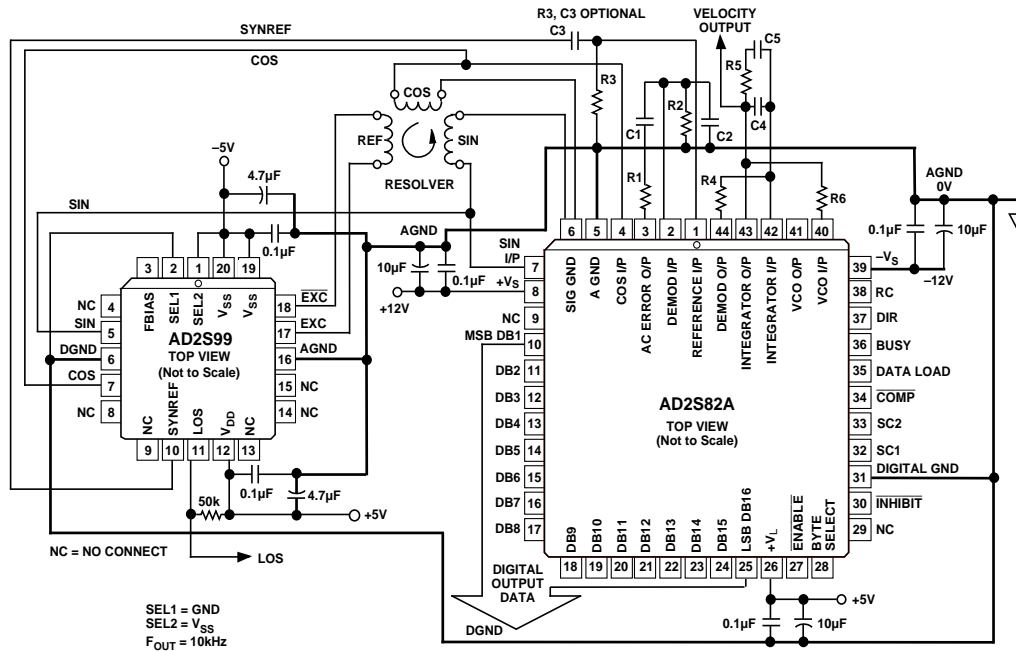 R3, C3 OPTIONAL
VELOCITY
OUTPUT
SYNREF
COS
C3
C5
R3
R5
R2
C4
C1
C2
COS
REF
SIN
RESOLVER
R1
R4
R6
–5V
4.7µF
SIN
0.1µF
AGND
0V
0.1µF
10µF
–12V
AGND
10µF
0.1µF
+12V
SIN
I/P
+VS
3 2 1 20 19
FBIAS
SEL1
SEL2
VSS
VSS
NC 4
SIN 5
DGND 6
COS 7
NC 8
AD2S99
TOP VIEW
(Not to Scale)
18 EXC
17 EXC
16 AGND
15 NC
14 NC
NC
SYNREF
LOS
VDD
NC
9 10 11 12 13
50k
0.1µF
4.7µF
+5V
LOS
NC = NO CONNECT
SEL1 = GND
SEL2 = VSS
FOUT = 10kHz
6 5 4 3 2 1 44 43 42 41 40
SIG GND
A GND
COS I/P
AC ERROR O/P
DEMOD I/P
REFERENCE I/P
DEMOD O/P
INTEGRATOR O/P
INTEGRATOR I/P
VCO O/P
VCO I/P
7
8
NC 9
MSB DB1 10
DB2 11
DB3 12
DB4 13
DB5 14
DB6 15
DB7 16
DB8 17
AD2S82A
TOP VIEW
(Not to Scale)
39 –VS
38 RC
37 DIR
36 BUSY
35 DATA LOAD
34 COMP
33 SC2
32 SC1
31 DIGITAL GND
30 INHIBIT
29 NC
DB9
DB10
DB11
DB12
DB13
DB14
DB15
LSB DB16
+VL
ENABLE
BYTE
SELECT
18 19 20 21 22 23 24 25 26 27 28
DIGITAL
OUTPUT
DATA
DGND
+5V
0.1µF
10µF